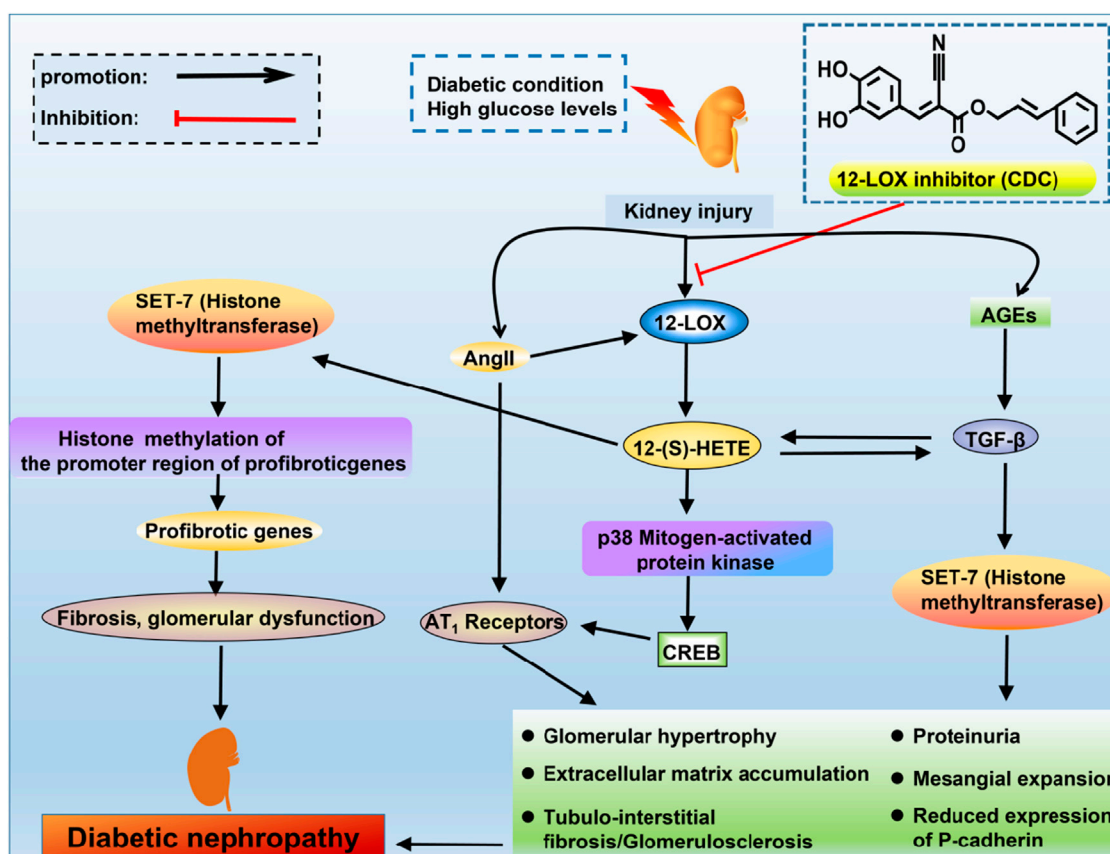 promotion:
Inhibition:
Diabetic condition
High glucose levels
N
HO
HO
O
O
12-LOX inhibitor (CDC)
Kidney injury
SET-7 (Histone
methyltransferase)
12-LOX
AGEs
AngII
Histone methylation of
the promoter region of profibroticgenes
12-(S)-HETE
TGF-β
Profibrotic genes
p38 Mitogen-activated
protein kinase
SET-7 (Histone
methyltransferase)
Fibrosis, glomerular dysfunction
AT₁ Receptors
CREB
● Glomerular hypertrophy
● Extracellular matrix accumulation
● Tubulo-interstitial
fibrosis/Glomerulosclerosis
● Proteinuria
● Mesangial expansion
● Reduced expression
of P-cadherin
Diabetic nephropathy